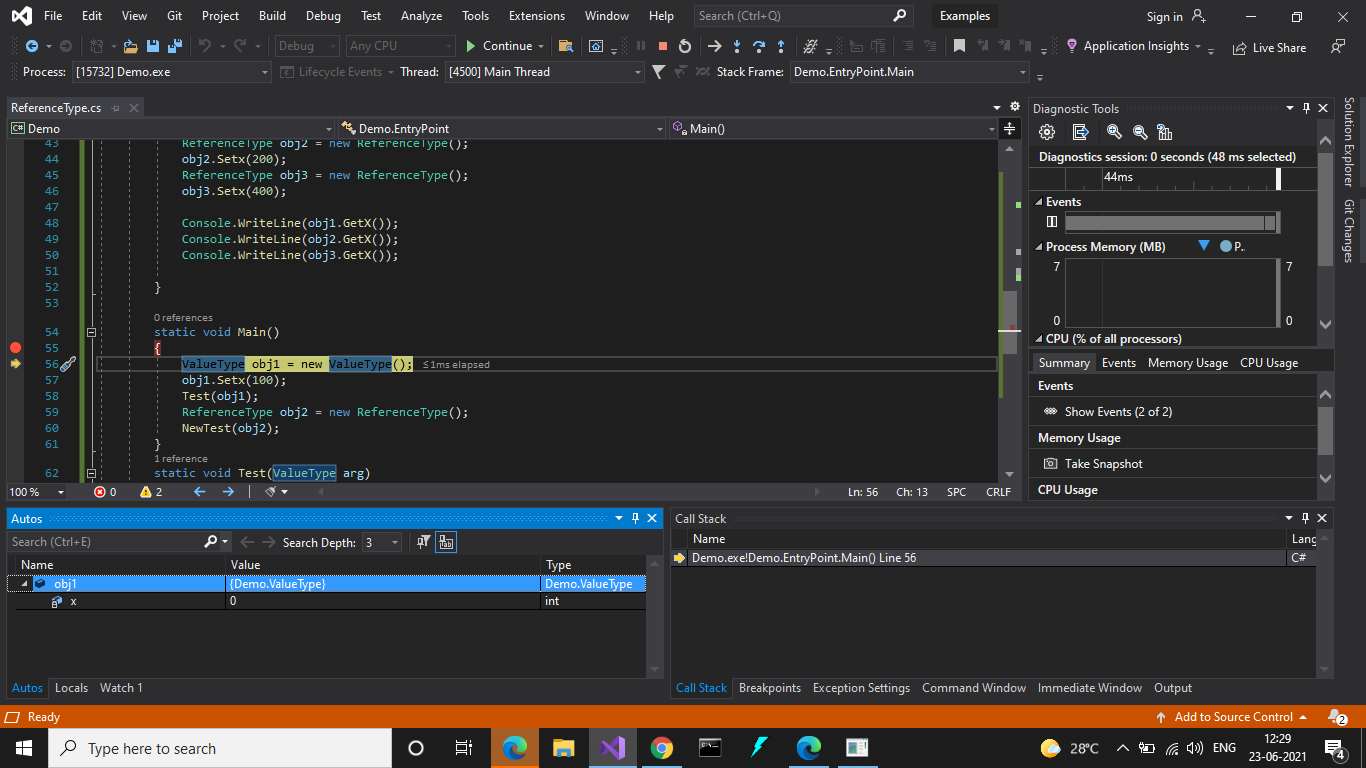 File Edit View Git Project Build Debug Test Analyze Tools Extensions Window Help Search (Ctrl+Q) Examples Sign in
Debug Any CPU Continue Application Insights Live Share
Process: [15732] Demo.exe Lifecycle Events Thread: [4500] Main Thread Stack Frame: Demo.EntryPoint.Main
ReferenceType.cs
C# Demo Demo.EntryPoint Main()
43 ReferenceType obj2 = new ReferenceType();
44 obj2.Setx(200);
45 ReferenceType obj3 = new ReferenceType();
46 obj3.Setx(400);
47
48 Console.WriteLine(obj1.GetX());
49 Console.WriteLine(obj2.GetX());
50 Console.WriteLine(obj3.GetX());
51
52 }
53
0 references
54 static void Main()
55 {
56 ValueType obj1 = new ValueType(); ≤1ms elapsed
57 obj1.Setx(100);
58 Test(obj1);
59 ReferenceType obj2 = new ReferenceType();
60 NewTest(obj2);
61 }
1 reference
62 static void Test(ValueType arg)
100 % 0 2 Ln: 56 Ch: 13 SPC CRLF
Diagnostic Tools
Diagnostics session: 0 seconds (48 ms selected)
44ms
Events
Process Memory (MB) P..
7 7
0 0
CPU (% of all processors)
Summary Events Memory Usage CPU Usage
Events
Show Events (2 of 2)
Memory Usage
Take Snapshot
CPU Usage
Solution Explorer
Git Changes
Autos
Search (Ctrl+E) Search Depth: 3
Name Value Type
obj1 {Demo.ValueType} Demo.ValueType
x 0 int
Autos Locals Watch 1
Call Stack
Name Lang
Demo.exe!Demo.EntryPoint.Main() Line 56 C#
Call Stack Breakpoints Exception Settings Command Window Immediate Window Output
Ready Add to Source Control 2
Type here to search 28°C ENG 12:29
23-06-2021 4